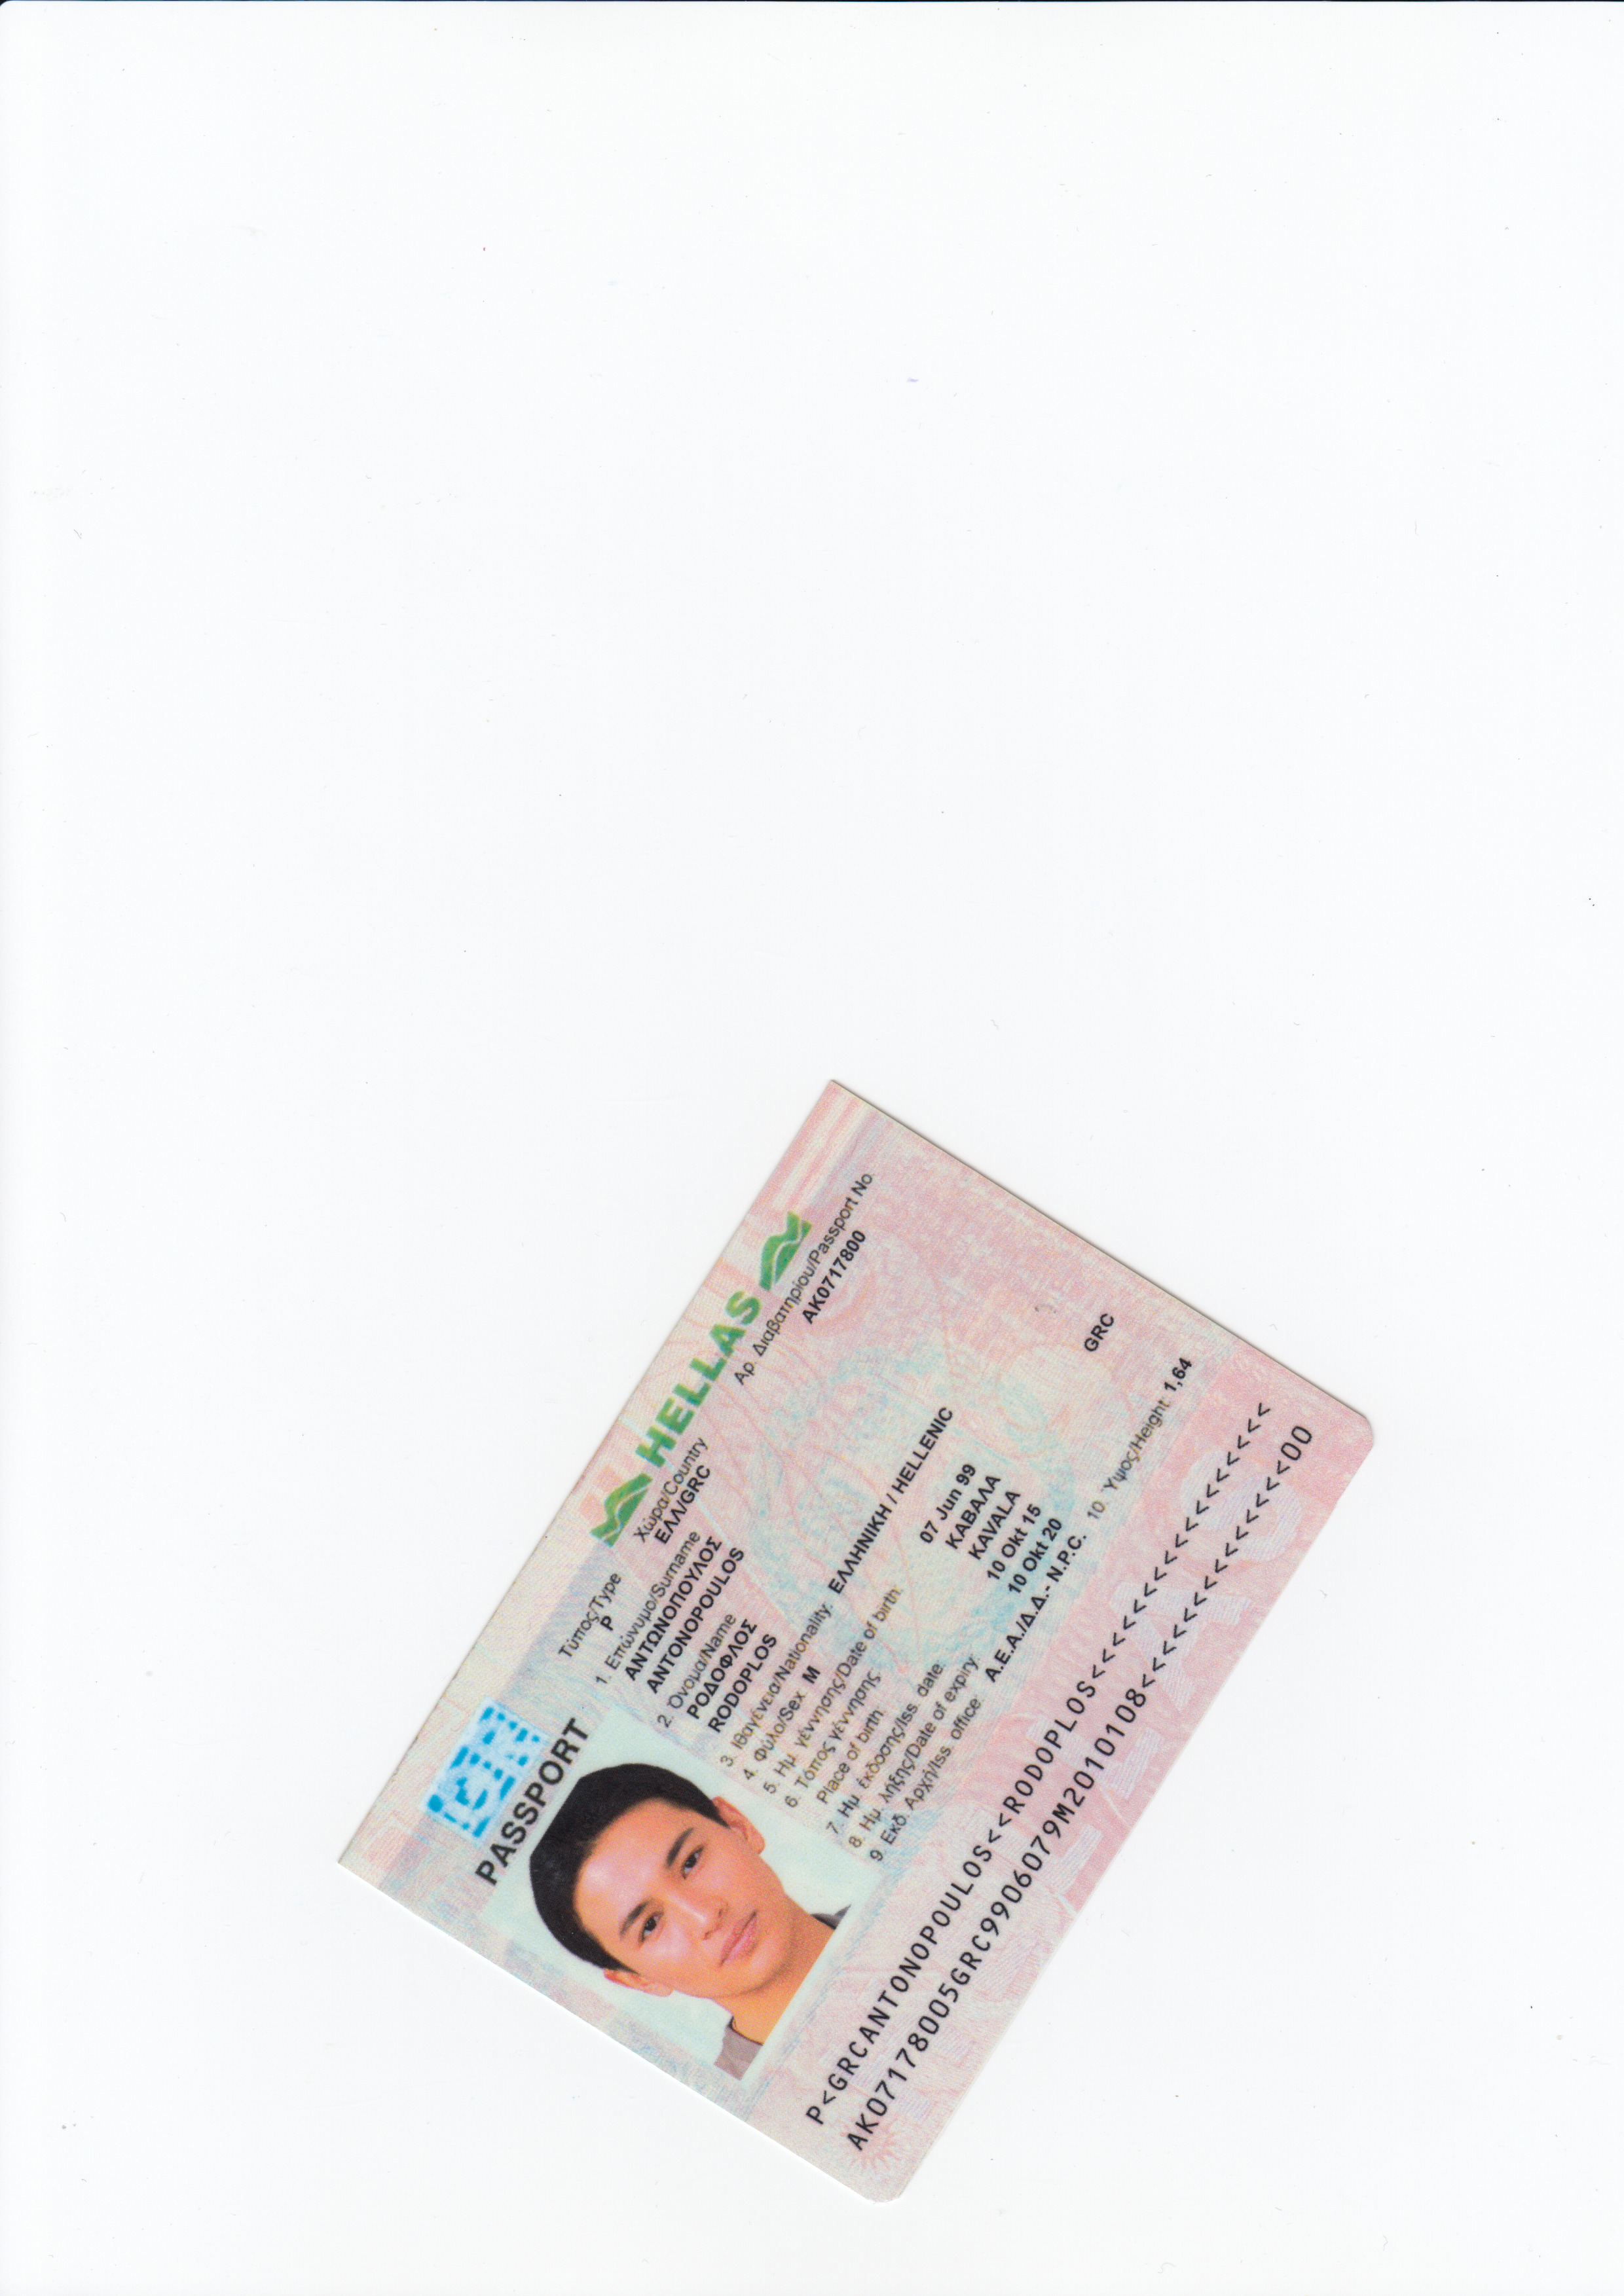 HELLAS
PASSPORT
Τύπος/Type
P
Χώρα/Country
ΕΛΛ/GRC
Αρ. Διαβατηρίου/Passport No
AK0717800
1. Επώνυμο/Surname
ΑΝΤΩΝΟΠΟΥΛΟΣ
ANTONOPOULOS
2. Όνομα/Name
ΡΟΔΟΦΛΟΣ
RODOPLOS
3. Ιθαγένεια/Nationality. ΕΛΛΗΝΙΚΗ / HELLENIC
4. Φύλο/Sex. M
5. Ημ. γέννησης/Date of birth. 07 Jun 99
6. Τόπος γέννησης ΚΑΒΑΛΑ
Place of birth. KAVALA GRC
7. Ημ έκδοσης/Iss. date. 10 Okt 15
8. Ημ. λήξης/Date of expiry. 10 Okt 20
9 Εκδ. Αρχή/Iss. office. Α.Ε.Α./Δ.Δ.- N.P.C. 10. Ύψος/Height. 1,64
P<GRCANTONOPOULOS<<RODOPLOS<<<<<<<<<<<<<<<<<
AK07178005GRC9906079M2010108<<<<<<<<<<<<<<00